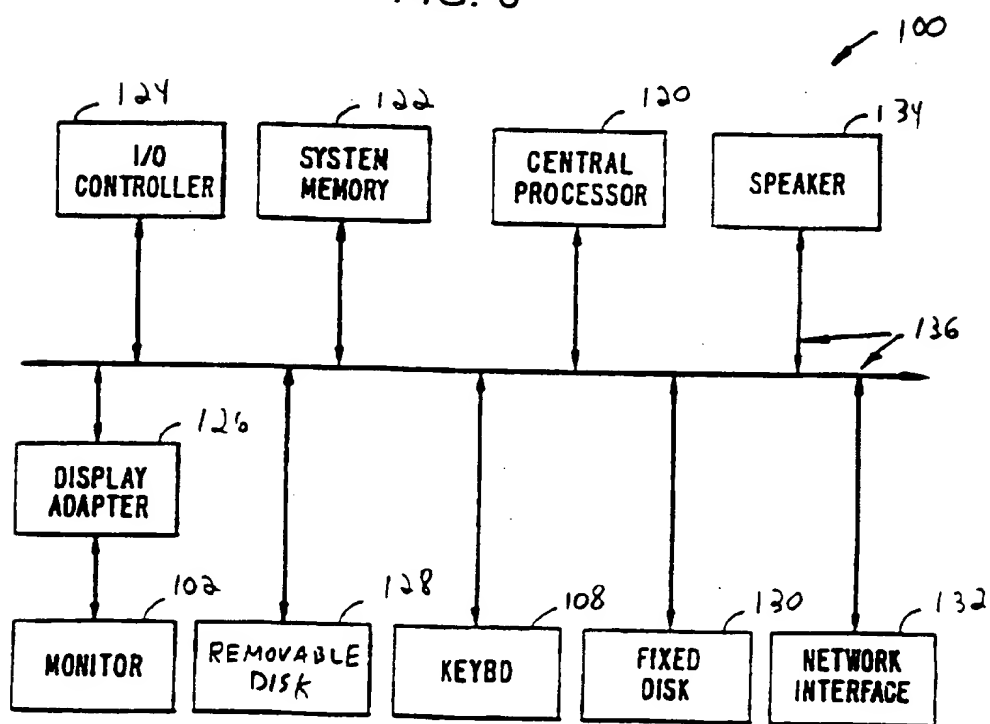 100
124
122
120
134
I/O
CONTROLLER
SYSTEM
MEMORY
CENTRAL
PROCESSOR
SPEAKER
136
126
DISPLAY
ADAPTER
102
128
108
130
132
MONITOR
REMOVABLE
DISK
KEYBD
FIXED
DISK
NETWORK
INTERFACE